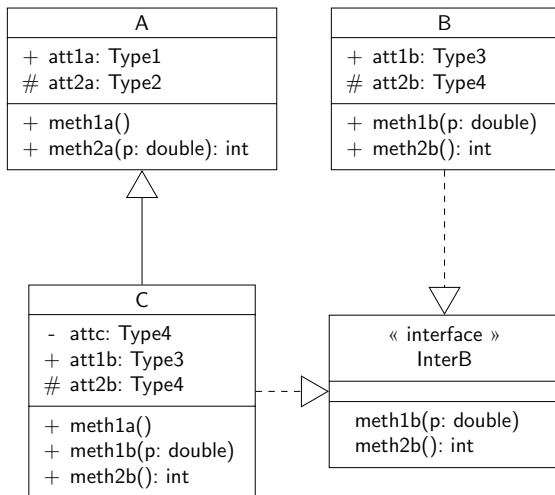 A
+ att1a: Type1
# att2a: Type2
+ meth1a()
+ meth2a(p: double): int
B
+ att1b: Type3
# att2b: Type4
+ meth1b(p: double)
+ meth2b(): int
C
- attc: Type4
+ att1b: Type3
# att2b: Type4
+ meth1a()
+ meth1b(p: double)
+ meth2b(): int
« interface »
InterB
meth1b(p: double)
meth2b(): int